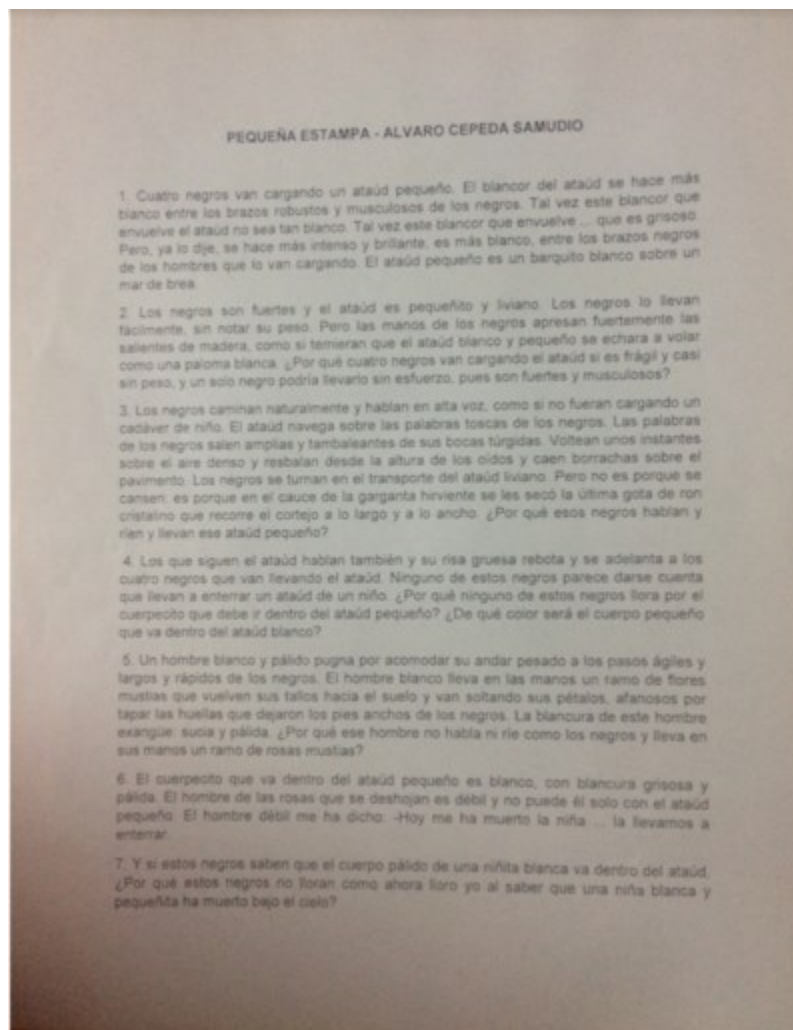 PEQUEÑA ESTAMPA - ALVARO CEPEDA SAMUDIO
1. Cuatro negros van cargando un ataúd pequeño. El blancor del ataúd se hace más
blanco entre los brazos robustos y musculosos de los negros. Tal vez este blancor que
envuelve el ataúd no sea tan blanco. Tal vez este blancor que envuelve ... que es grisoso.
Pero, ya lo dije, se hace más intenso y brillante, es más blanco, entre los brazos negros
de los hombres que lo van cargando. El ataúd pequeño es un barquito blanco sobre un
mar de brea.
2. Los negros son fuertes y el ataúd es pequeñito y liviano. Los negros lo llevan
fácilmente, sin notar su peso. Pero las manos de los negros apresan fuertemente las
salientes de madera, como si temieran que el ataúd blanco y pequeño se echara a volar
como una paloma blanca. ¿Por qué cuatro negros van cargando el ataúd si es frágil y casi
sin peso, y un solo negro podría llevarlo sin esfuerzo, pues son fuertes y musculosos?
3. Los negros caminan naturalmente y hablan en alta voz, como si no fueran cargando un
cadáver de niño. El ataúd navega sobre las palabras toscas de los negros. Las palabras
de los negros salen amplias y tambaleantes de sus bocas túrgidas. Voltean unos instantes
sobre el aire denso y resbalan desde la altura de los oídos y caen borrachas sobre el
pavimento. Los negros se turnan en el transporte del ataúd liviano. Pero no es porque se
cansen: es porque en el cauce de la garganta hirviente se les secó la última gota de ron
cristalino que recorre el cortejo a lo largo y a lo ancho. ¿Por qué esos negros hablan y
ríen y llevan ese ataúd pequeño?
4. Los que siguen el ataúd hablan también y su risa gruesa rebota y se adelanta a los
cuatro negros que van llevando el ataúd. Ninguno de estos negros parece darse cuenta
que llevan a enterrar un ataúd de un niño. ¿Por qué ninguno de estos negros llora por el
cuerpecito que debe ir dentro del ataúd pequeño? ¿De qué color será el cuerpo pequeño
que va dentro del ataúd blanco?
5. Un hombre blanco y pálido pugna por acomodar su andar pesado a los pasos ágiles y
largos y rápidos de los negros. El hombre blanco lleva en las manos un ramo de flores
mustias que vuelven sus tallos hacia el suelo y van soltando sus pétalos, afanosos por
tapar las huellas que dejaron los pies anchos de los negros. La blancura de este hombre
exangüe: sucia y pálida. ¿Por qué ese hombre no habla ni ríe como los negros y lleva en
sus manos un ramo de rosas mustias?
6. El cuerpecito que va dentro del ataúd pequeño es blanco, con blancura grisosa y
pálida. El hombre de las rosas que se deshojan es débil y no puede él solo con el ataúd
pequeño. El hombre débil me ha dicho: -Hoy me ha muerto la niña ... la llevamos a
enterrar.
7. Y si estos negros saben que el cuerpo pálido de una niñita blanca va dentro del ataúd.
¿Por qué estos negros no lloran como ahora lloro yo al saber que una niña blanca y
pequeñita ha muerto bajo el cielo?